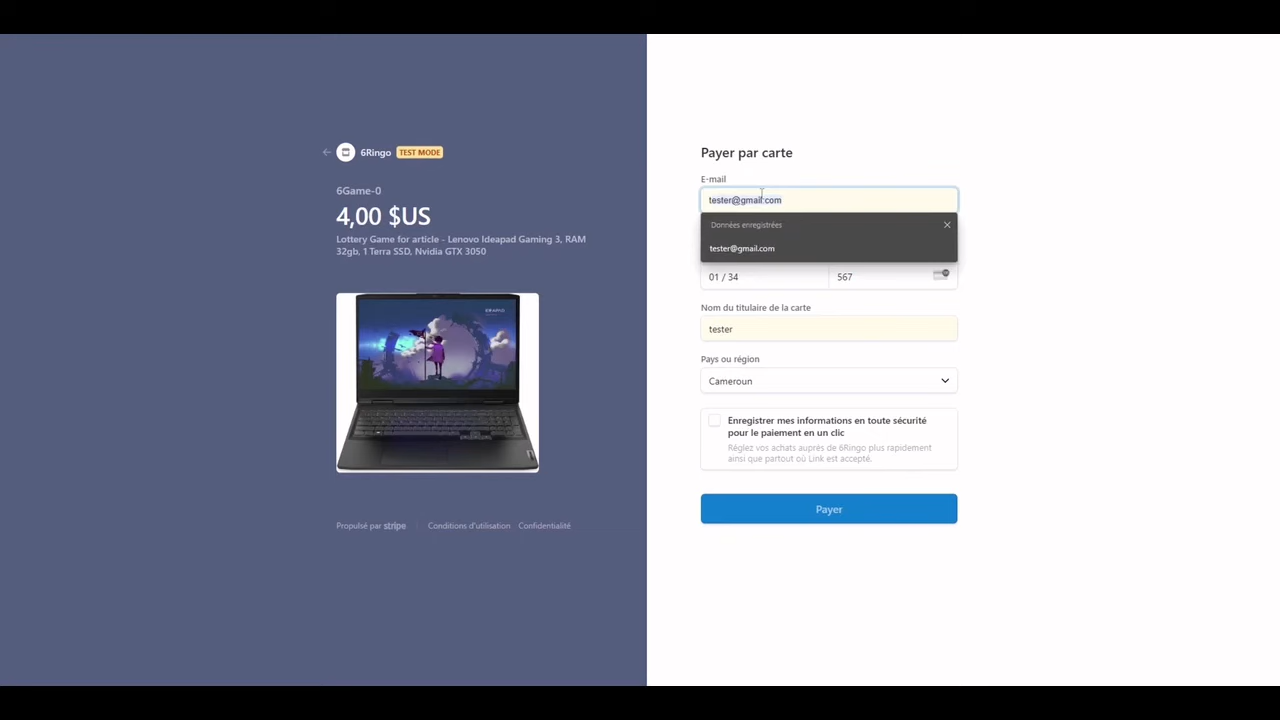 6Ringo TEST MODE
6Game-0
4,00 $US
Lottery Game for article - Lenovo Ideapad Gaming 3, RAM
32gb, 1 Terra SSD, Nvidia GTX 3050
Propulsé par stripe
Conditions d'utilisation Confidentialité
Payer par carte
E-mail
tester@gmail.com
Données enregistrées
tester@gmail.com
01 / 34 567
Nom du titulaire de la carte
tester
Pays ou région
Cameroun
Enregistrer mes informations en toute sécurité
pour le paiement en un clic
Réglez vos achats auprès de 6Ringo plus rapidement
ainsi que partout où Link est accepté.
Payer